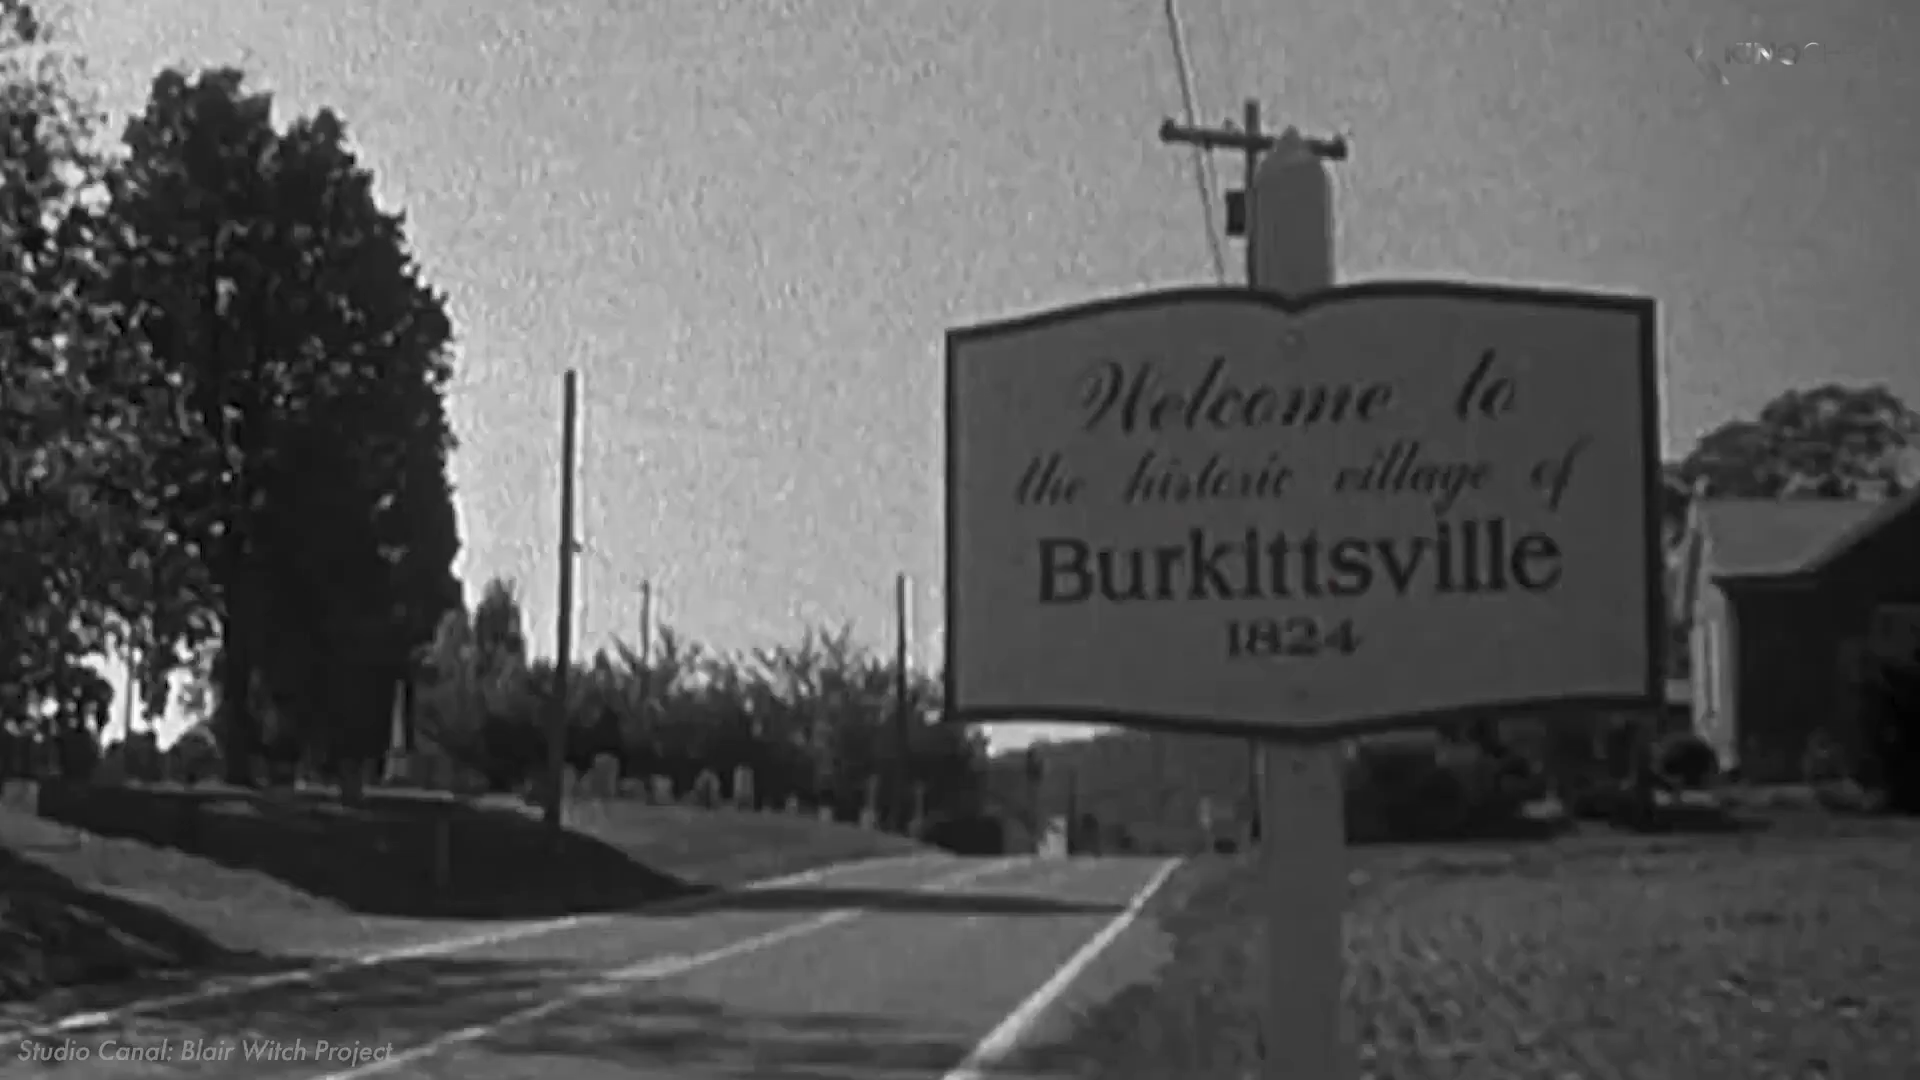 Welcome to
the historic village of
Burkittsville
1824
Studio Canal: Blair Witch Project